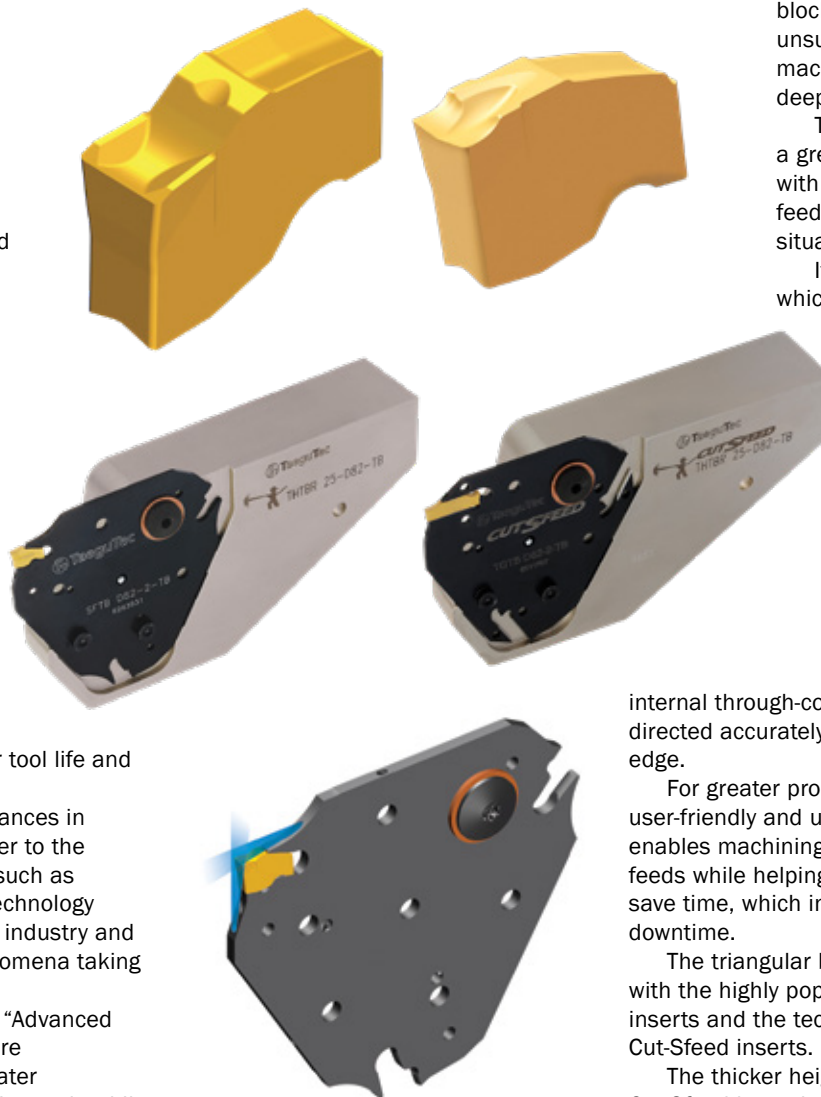 d
r tool life and
ances in
er to the
such as
echnology
industry and
omena taking
"Advanced
re
ater
TaeguTec
SFTB D82-2-TB
TaeguTec
THTBR 25-D82-TB
CUTSFEED
TGTB D82-2-TB
TaeguTec
CUTSFEED
THTBR 25-D82-TB
bloc
unsu
mac
deep
T
a gre
with
feed
situa
I
whic
internal through-co
directed accurately
edge.
For greater pro
user-friendly and u
enables machining
feeds while helping
save time, which in
downtime.
The triangular
with the highly pop
inserts and the tec
Cut-Sfeed inserts.
The thicker hei